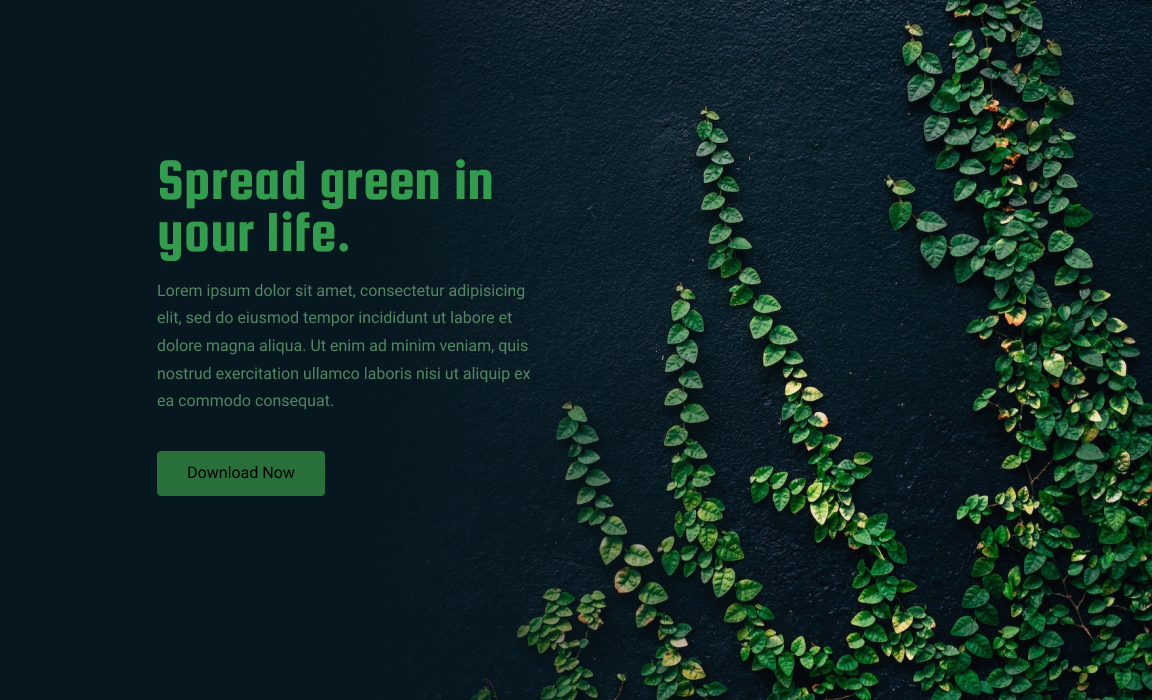 Spread green in
your life.
Lorem ipsum dolor sit amet, consectetur adipisicing
elit, sed do eiusmod tempor incididunt ut labore et
dolore magna aliqua. Ut enim ad minim veniam, quis
nostrud exercitation ullamco laboris nisi ut aliquip ex
ea commodo consequat.
Download Now